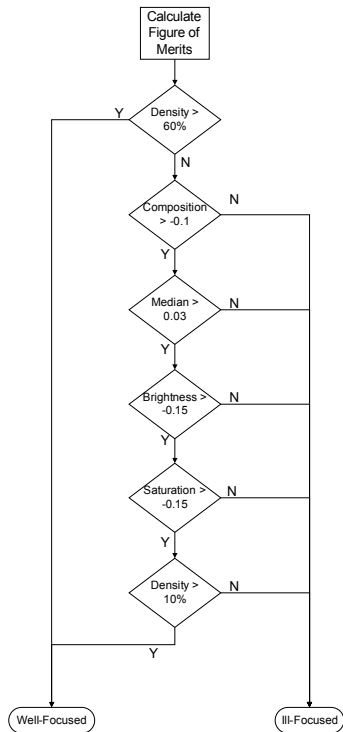 Calculate
Figure of
Merits
Density >
60%
Y
N
Composition
> -0.1
N
Y
Median >
0.03
N
Y
Brightness >
-0.15
N
Y
Saturation >
-0.15
N
Y
Density >
10%
N
Y
Well-Focused
Ill-Focused